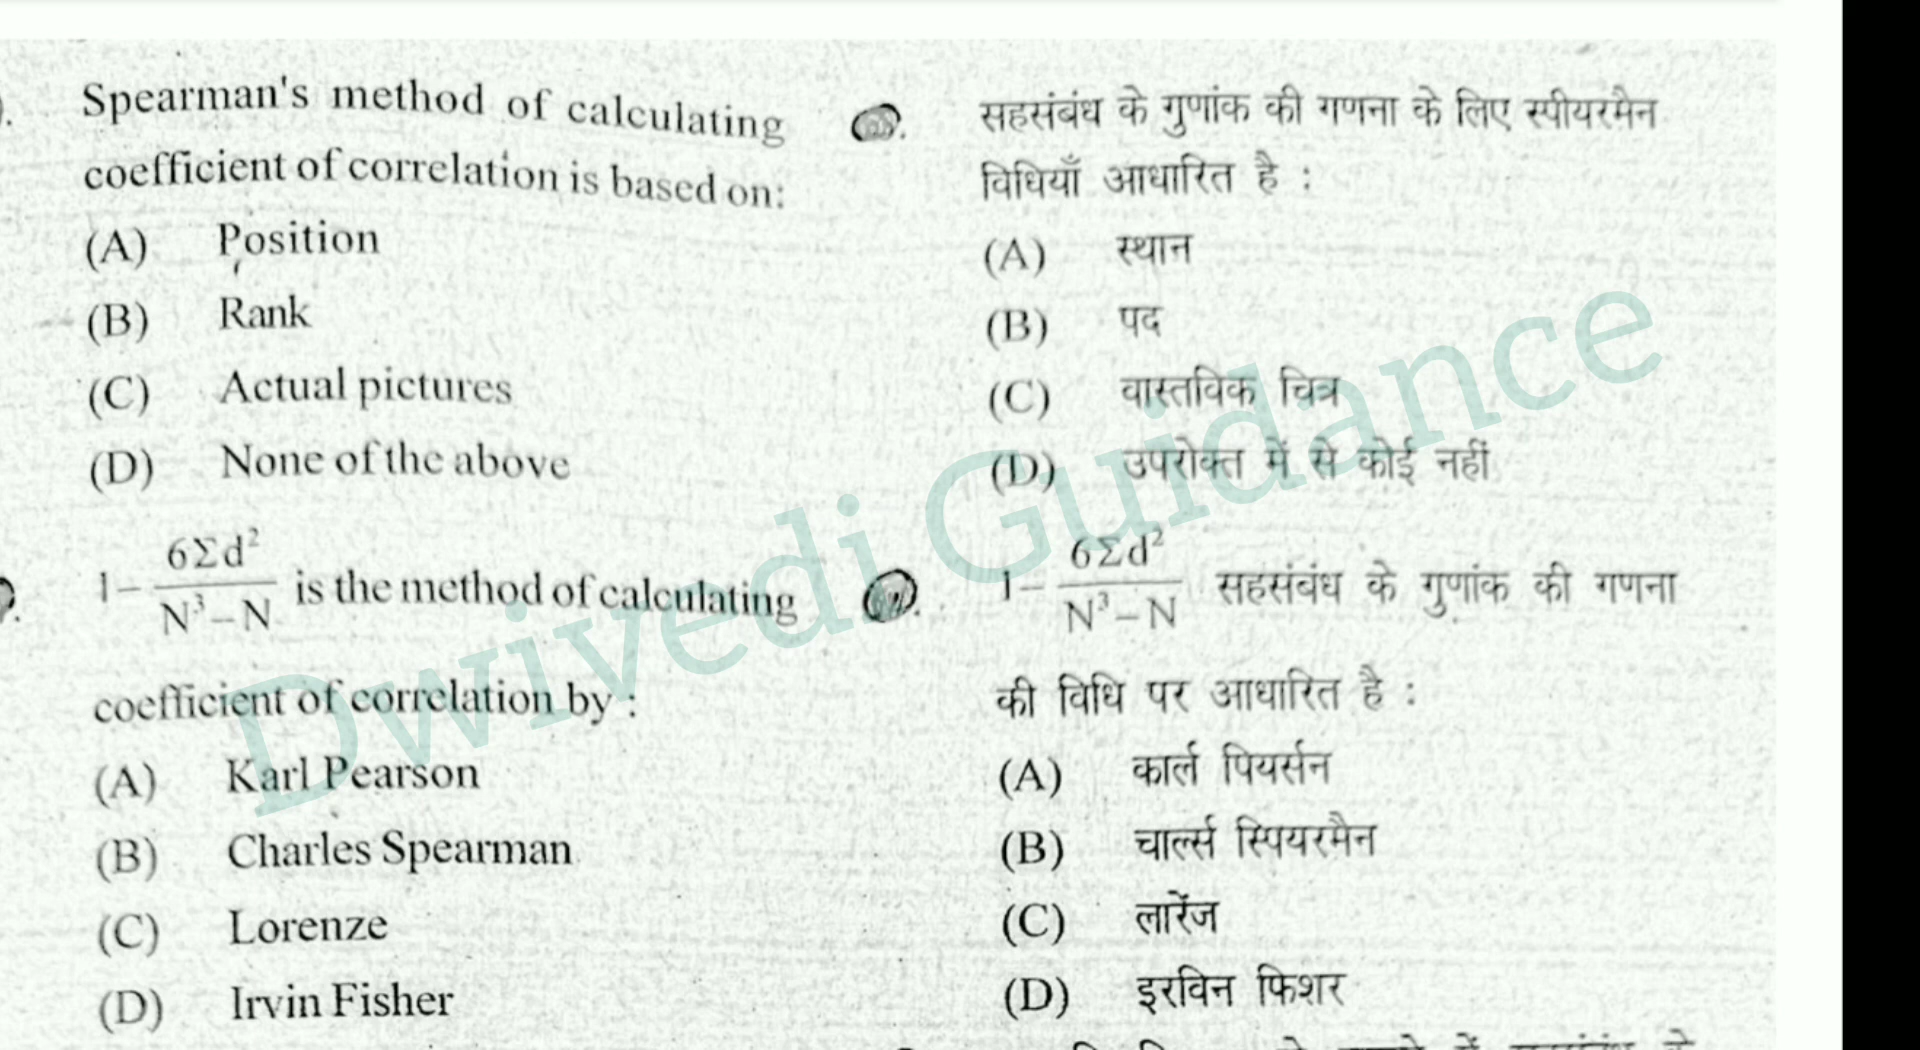 Spearman's method of calculating
coefficient of correlation is based on:
(A) Position
(B) Rank
(C) Actual pictures
(D) None of the above
1 − 6Σd² / N³ − N is the method of calculating
coefficient of correlation by :
(A) Karl Pearson
(B) Charles Spearman
(C) Lorenze
(D) Irvin Fisher
सहसंबंध के गुणांक की गणना के लिए स्पीयरमैन
विधियाँ आधारित है :
(A) स्थान
(B) पद
(C) वास्तविक चित्र
(D) उपरोक्त में से कोई नहीं
1 − 6Σd² / N³ − N सहसंबंध के गुणांक की गणना
की विधि पर आधारित है :
(A) कार्ल पियर्सन
(B) चार्ल्स स्पियरमैन
(C) लारेंज
(D) इरविन फिशर
Dwivedi Guidance